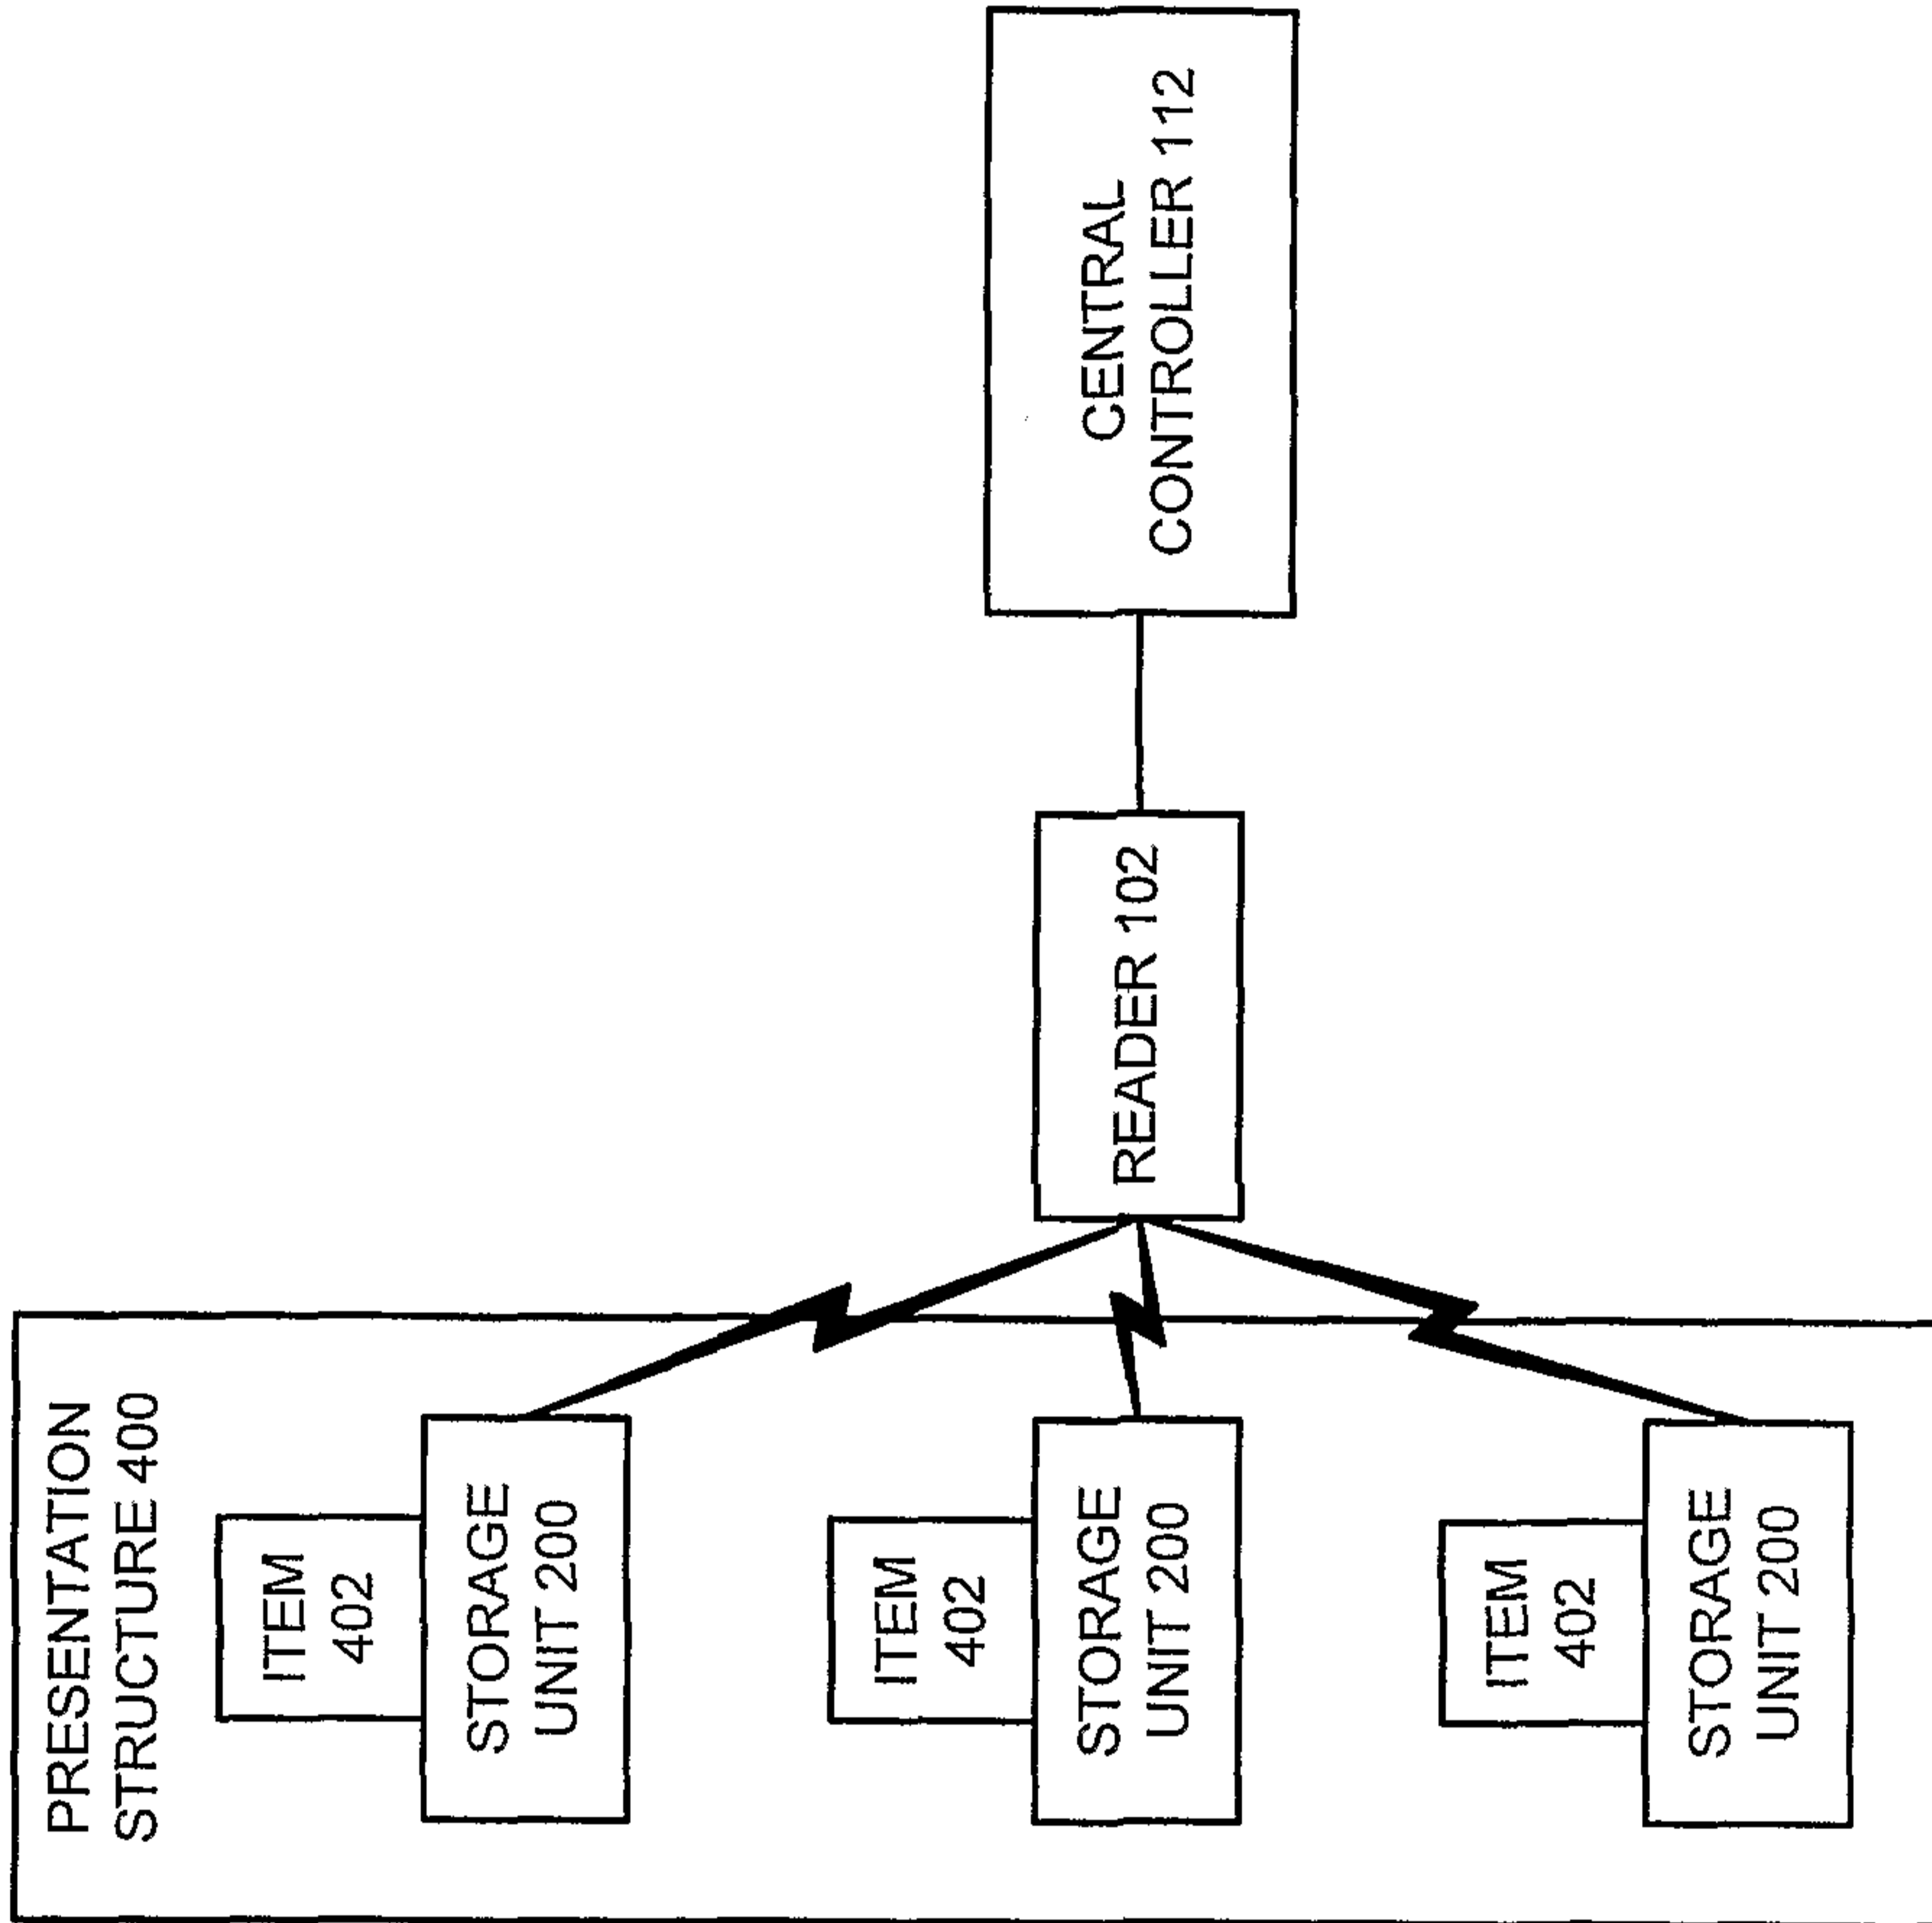 PRESENTATION
STRUCTURE 400
ITEM
402
STORAGE
UNIT 200
ITEM
402
STORAGE
UNIT 200
ITEM
402
STORAGE
UNIT 200
READER 102
CENTRAL
CONTROLLER 112